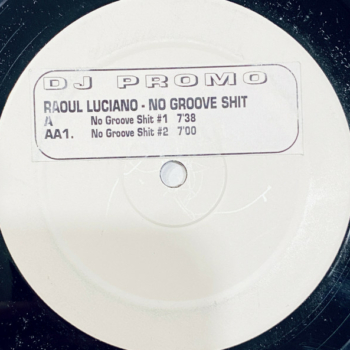 DJ PROMO
RAOUL LUCIANO - NO GROOVE SHIT
A No Groove Shit #1 7'38
AA1. No Groove Shit #2 7'00